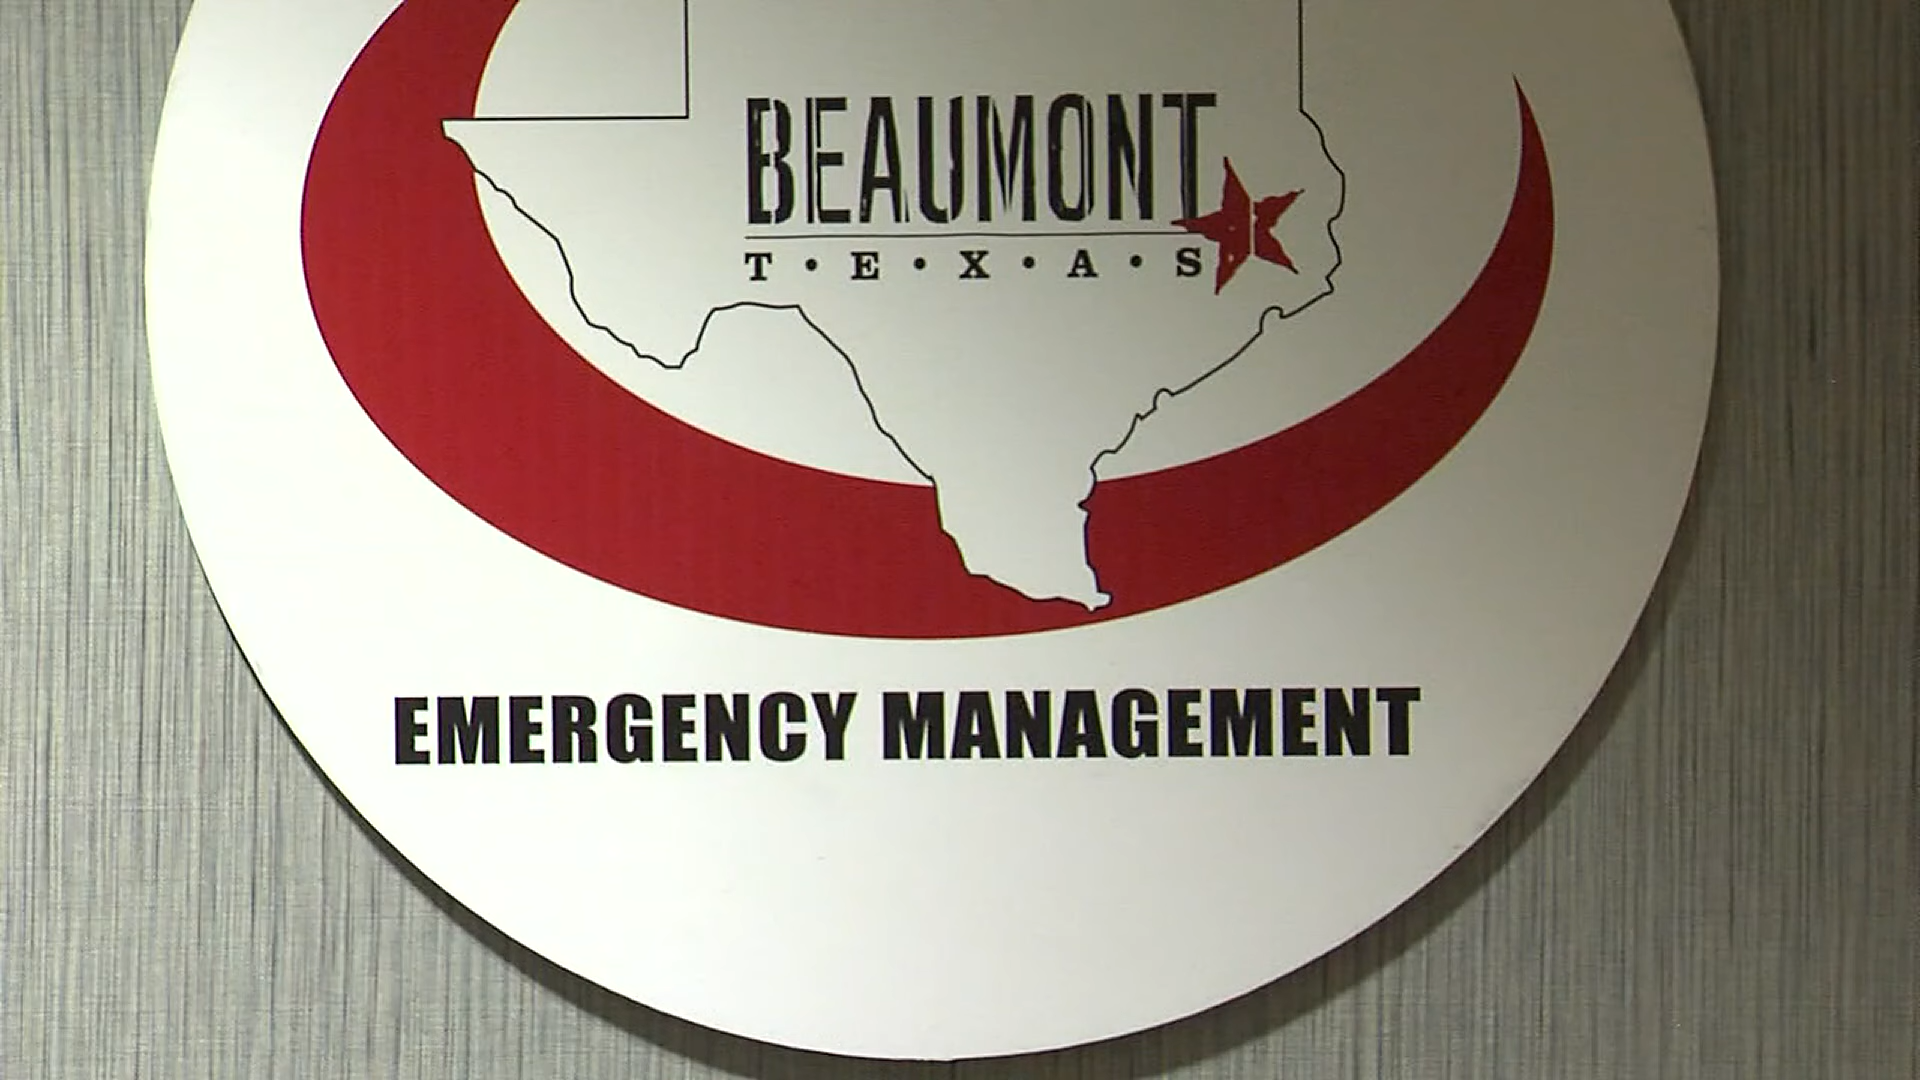 BEAUMONT
T • E • X • A • S
EMERGENCY MANAGEMENT